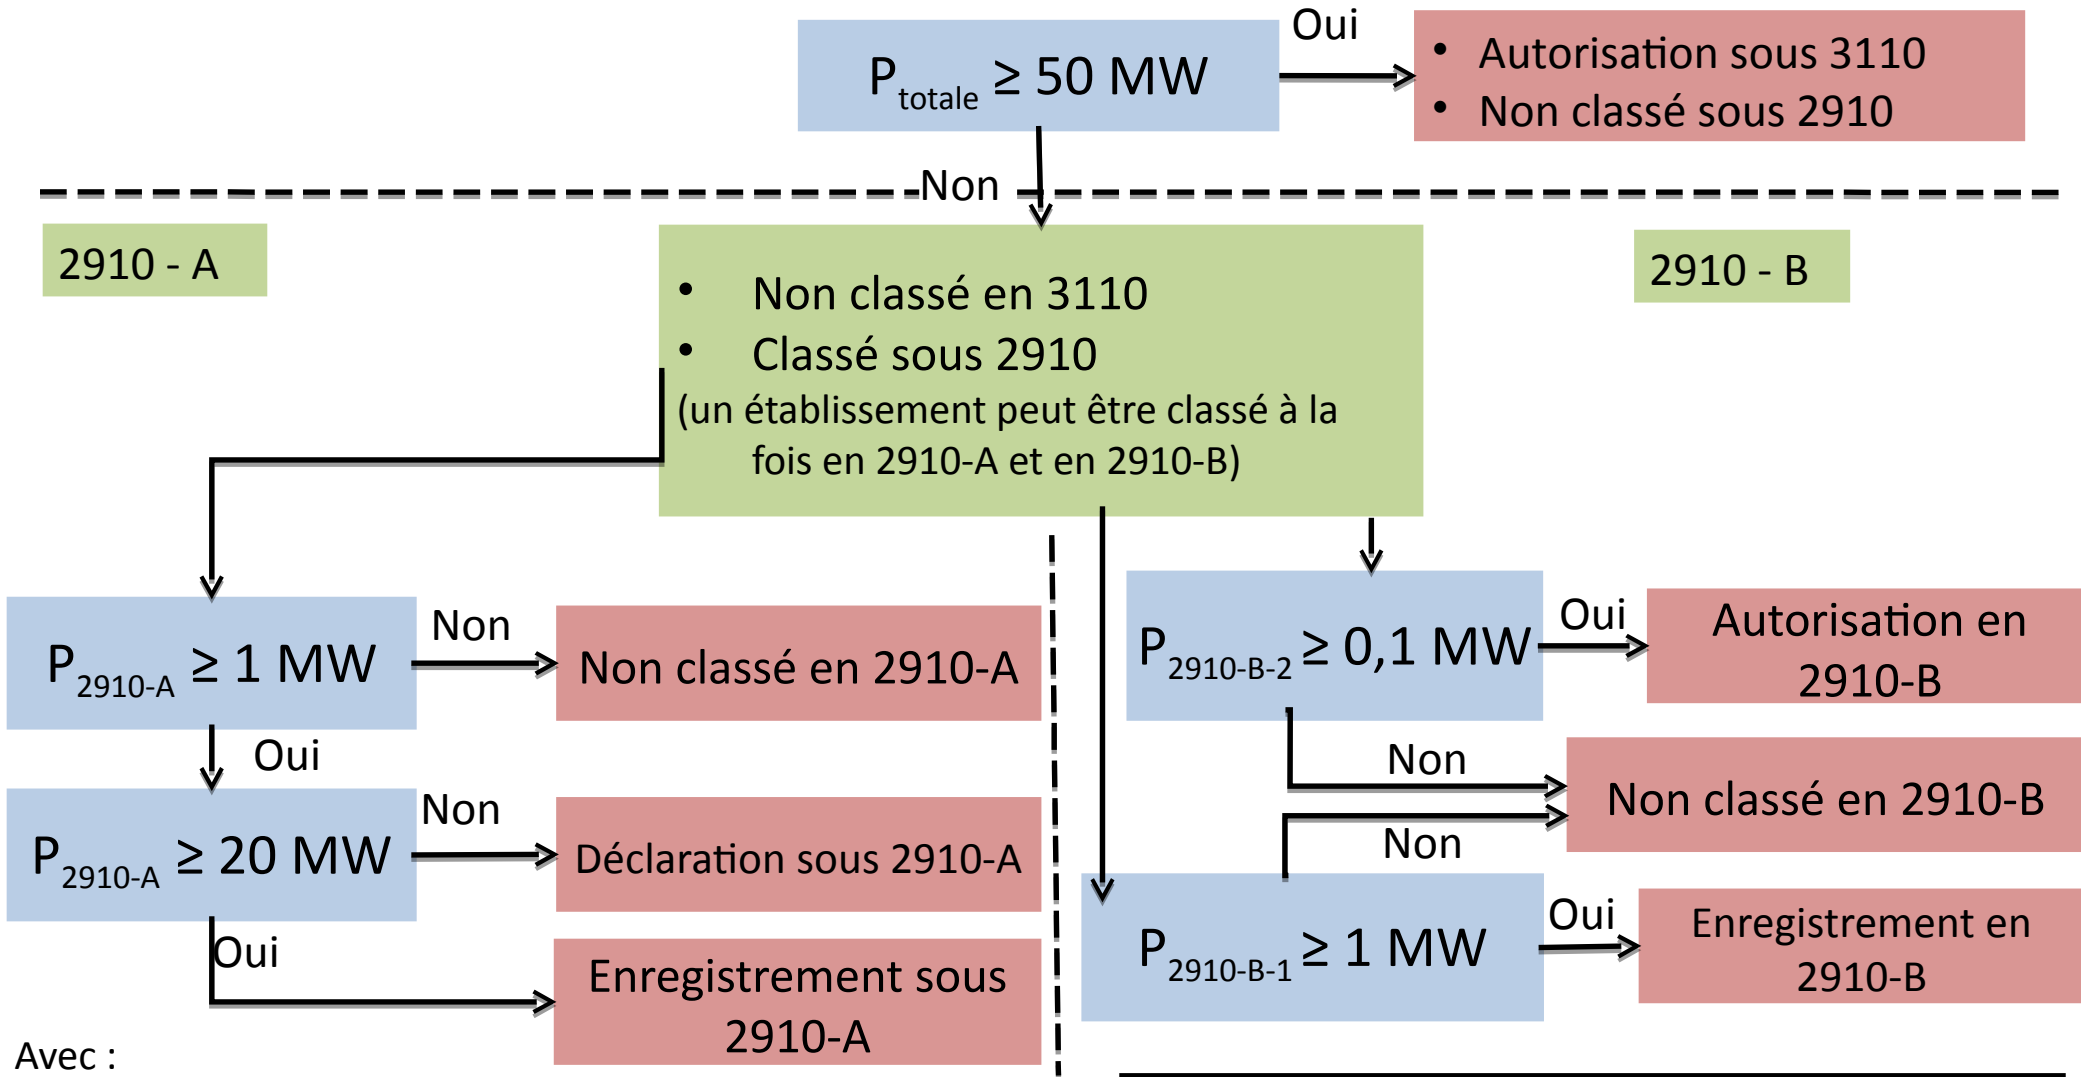 Oui
P totale ≥ 50 MW
• Autorisation sous 3110
• Non classé sous 2910
Non
2910 - A
2910 - B
• Non classé en 3110
• Classé sous 2910
(un établissement peut être classé à la
fois en 2910-A et en 2910-B)
P 2910-A ≥ 1 MW
Non
Non classé en 2910-A
Oui
P 2910-A ≥ 20 MW
Non
Déclaration sous 2910-A
Oui
Enregistrement sous
2910-A
P 2910-B-2 ≥ 0,1 MW
Oui
Autorisation en
2910-B
Non
Non classé en 2910-B
Non
P 2910-B-1 ≥ 1 MW
Oui
Enregistrement en
2910-B
Avec :